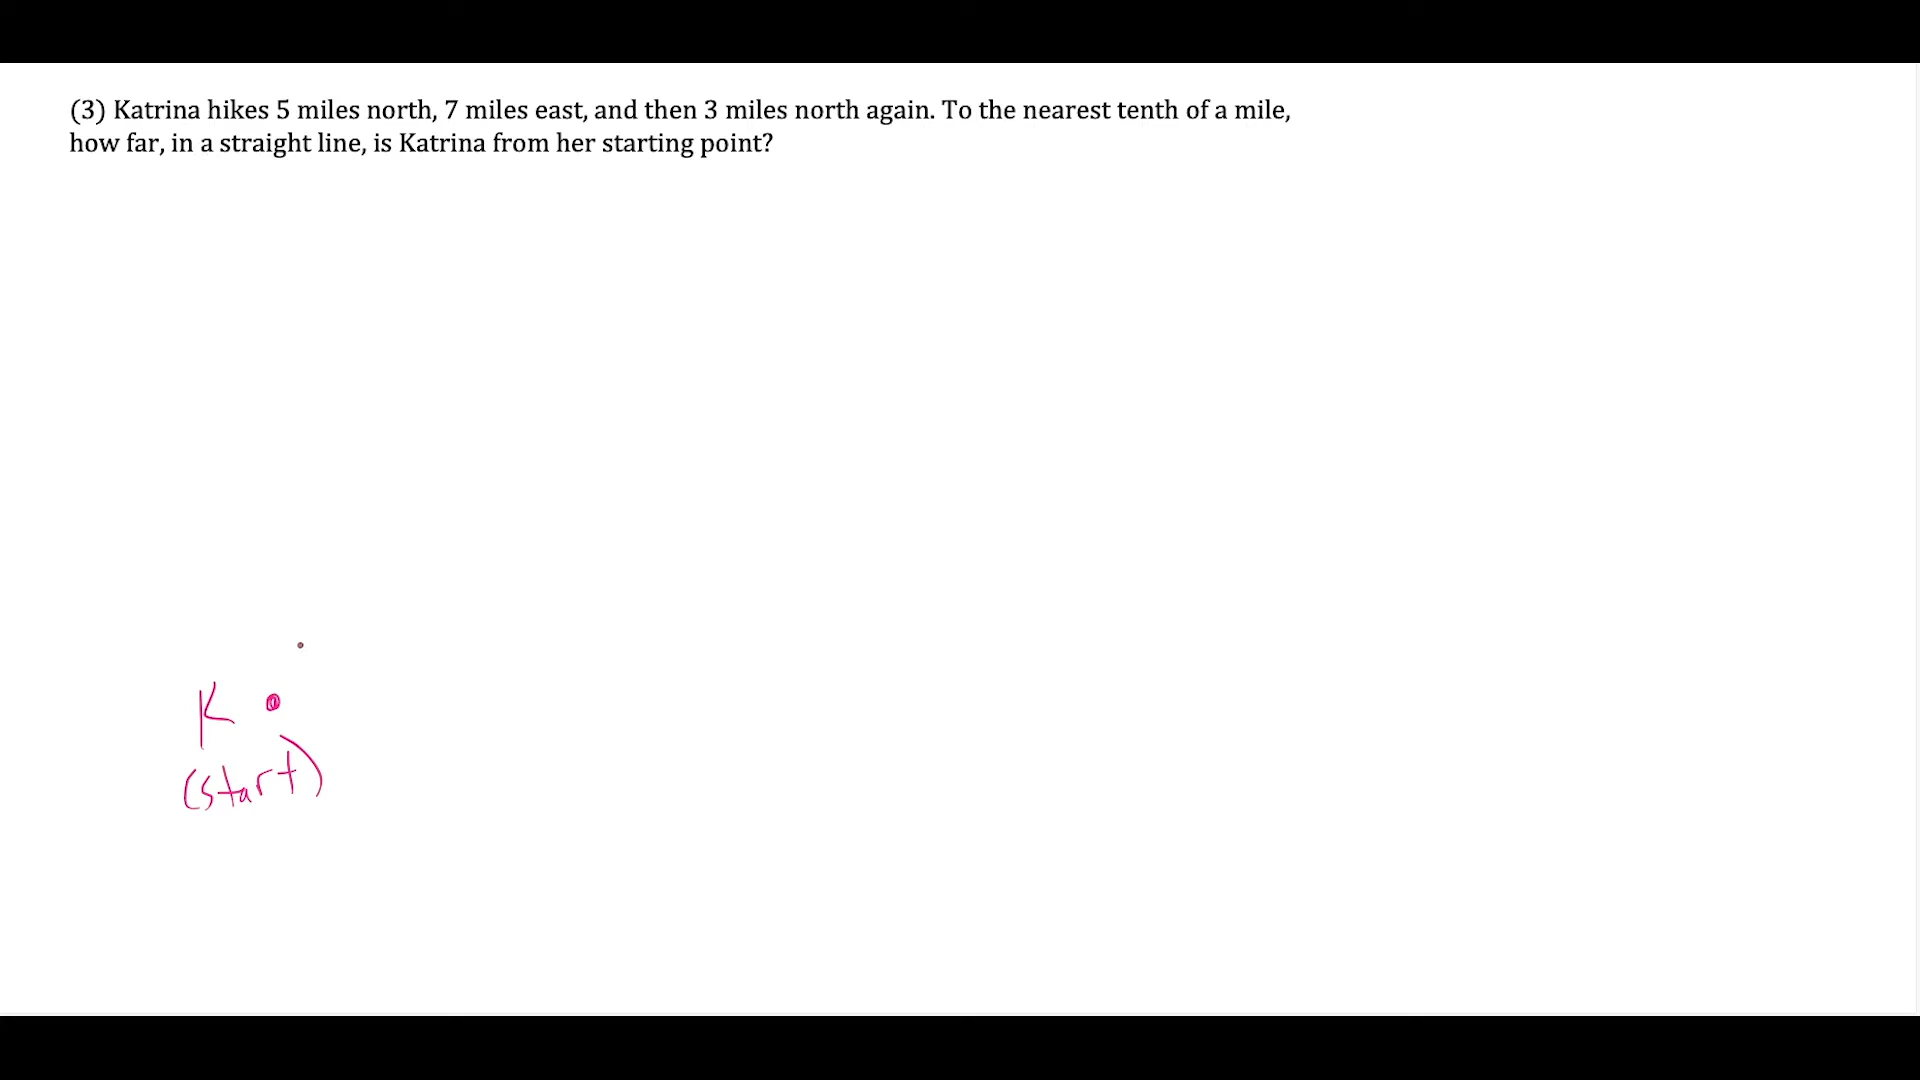 (3) Katrina hikes 5 miles north, 7 miles east, and then 3 miles north again. To the nearest tenth of a mile,
how far, in a straight line, is Katrina from her starting point?
K
(start)